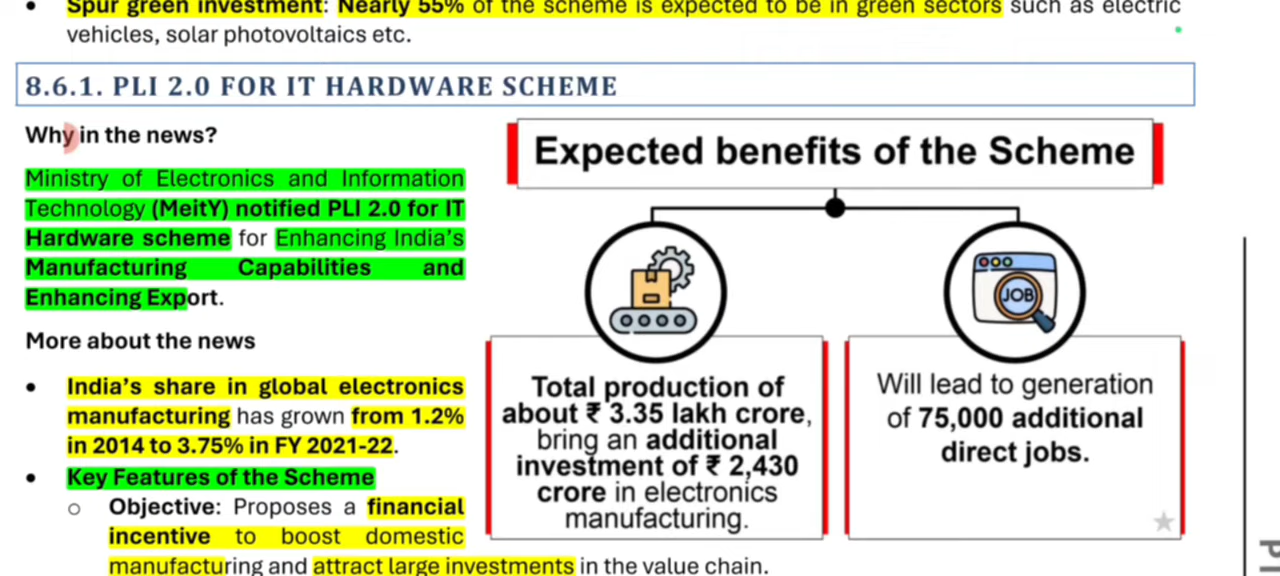 • Spur green investment: Nearly 55% of the scheme is expected to be in green sectors such as electric
vehicles, solar photovoltaics etc.
8.6.1. PLI 2.0 FOR IT HARDWARE SCHEME
Why in the news?
Ministry of Electronics and Information
Technology (MeitY) notified PLI 2.0 for IT
Hardware scheme for Enhancing India's
Manufacturing Capabilities and
Enhancing Export.
More about the news
• India's share in global electronics
manufacturing has grown from 1.2%
in 2014 to 3.75% in FY 2021-22.
• Key Features of the Scheme
o Objective: Proposes a financial
incentive to boost domestic
manufacturing and attract large investments in the value chain.
Expected benefits of the Scheme
JOB
Total production of
about ₹ 3.35 lakh crore,
bring an additional
investment of ₹ 2,430
crore in electronics
manufacturing.
Will lead to generation
of 75,000 additional
direct jobs.